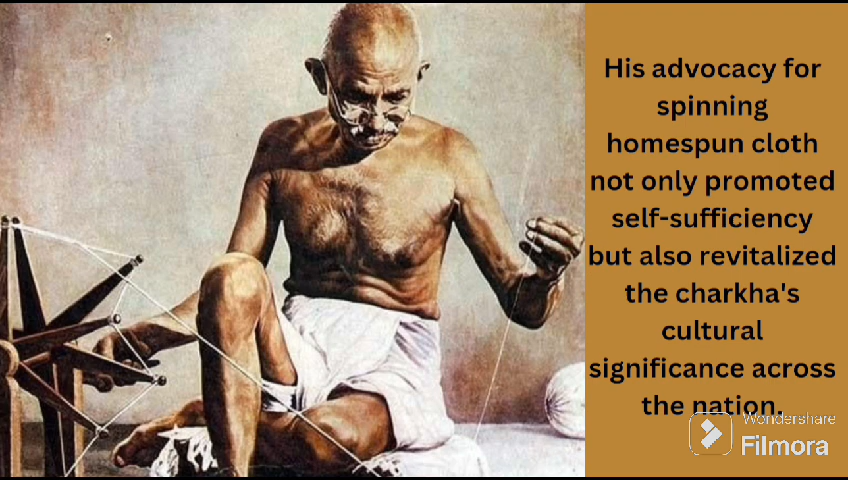 His advocacy for
spinning
homespun cloth
not only promoted
self-sufficiency
but also revitalized
the charkha's
cultural
significance across
the nation.
Wondershare
Filmora